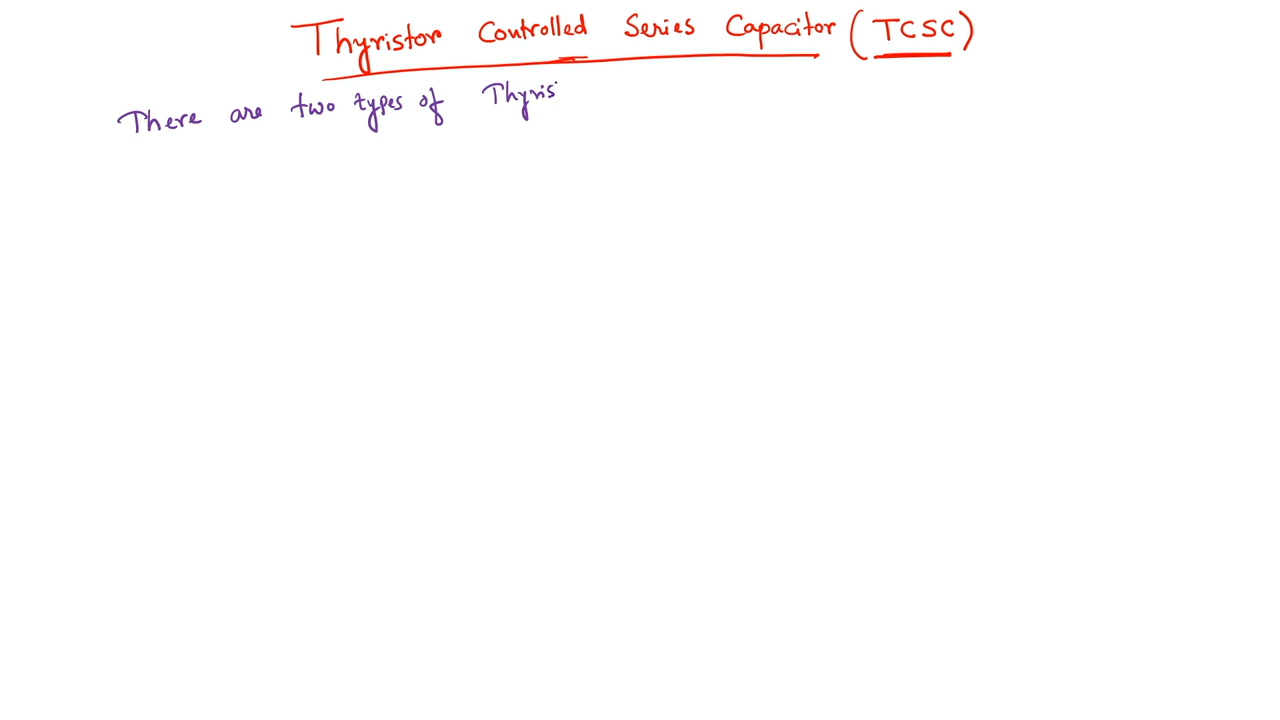 Thyristor Controlled Series Capacitor (TCSC)
There are two types of Thyris